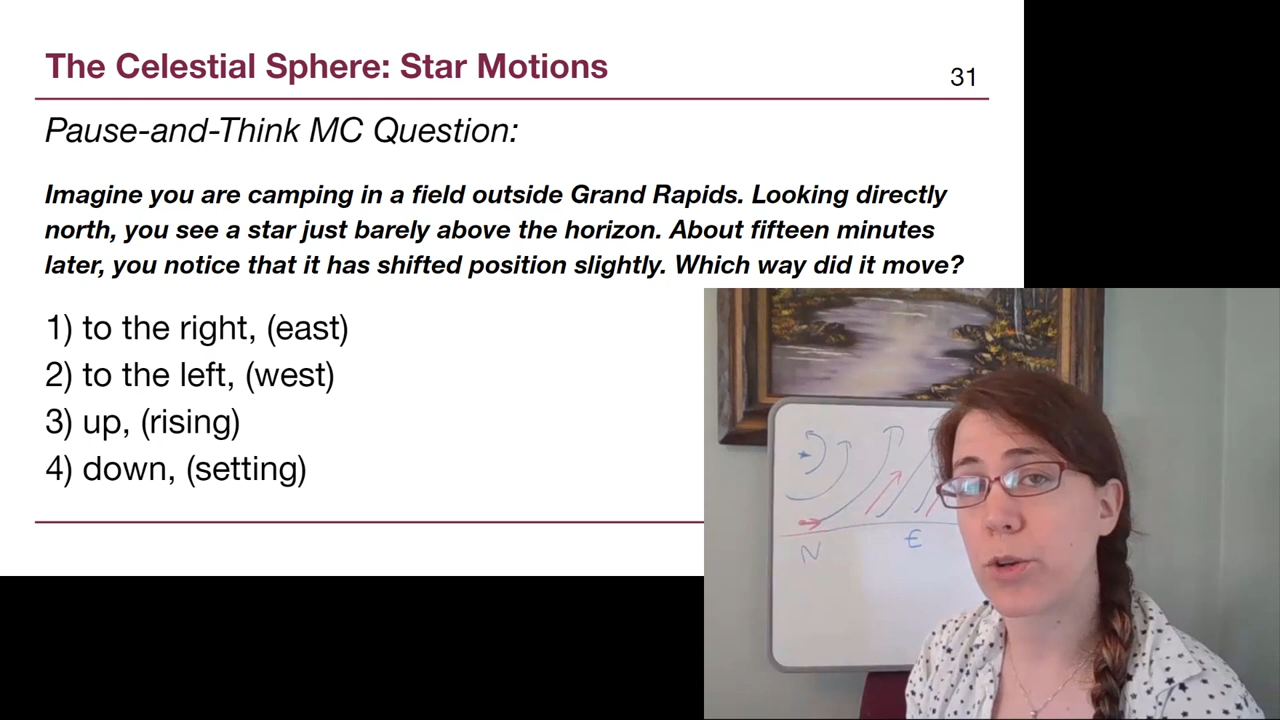 The Celestial Sphere: Star Motions
31
Pause-and-Think MC Question:
Imagine you are camping in a field outside Grand Rapids. Looking directly
north, you see a star just barely above the horizon. About fifteen minutes
later, you notice that it has shifted position slightly. Which way did it move?
1) to the right, (east)
2) to the left, (west)
3) up, (rising)
4) down, (setting)
N
E